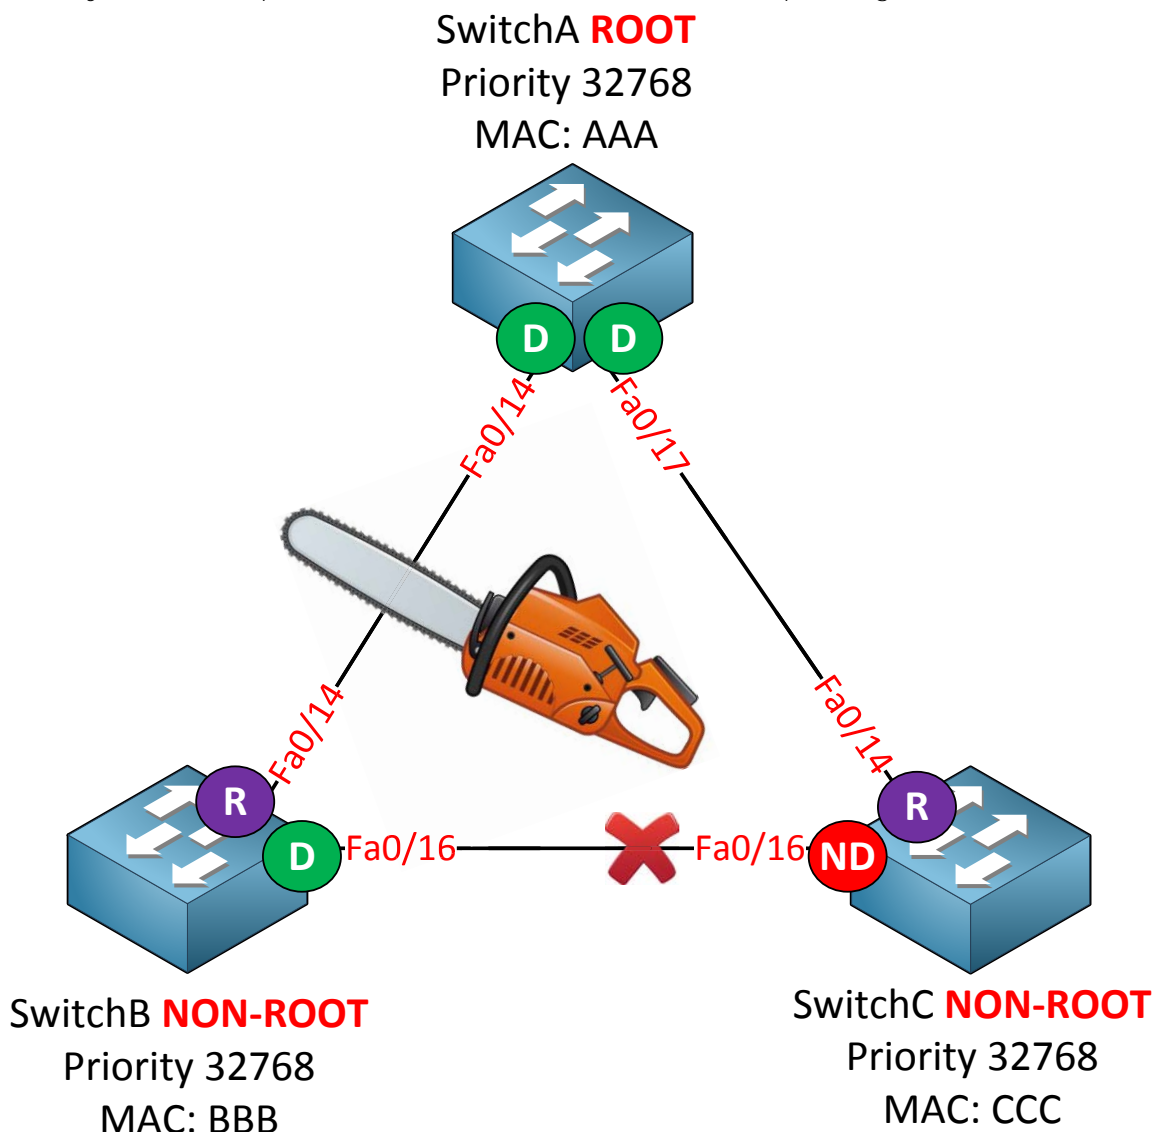 SwitchA ROOT
Priority 32768
MAC: AAA
D D
Fa0/14
Fa0/17
Fa0/14
Fa0/14
R
R
D
Fa0/16
Fa0/16
ND
SwitchB NON-ROOT
Priority 32768
MAC: BBB
SwitchC NON-ROOT
Priority 32768
MAC: CCC